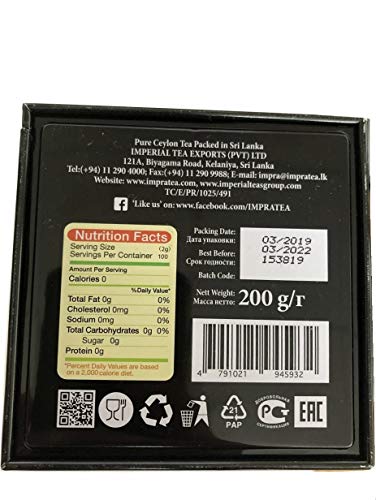 Pure Ceylon Tea Packed in Sri Lanka
IMPERIAL TEA EXPORTS (PVT) LTD
121A, Biyagama Road, Kelaniya, Sri Lanka.
Tel:(+94) 11 290 4000; Fax:(+94) 11 290 9988; E-mail: impra@impratea.lk
Website: www.impratea.com, www.imperialteasgroup.com
TC/E/PR/1025/491
f 'Like us' on: www.facebook.com/IMPRATEA
Nutrition Facts
Serving Size (2g)
Servings Per Container 100
Amount Per Serving
Calories 0
%Daily Value*
Total Fat 0g 0%
Cholesterol 0mg 0%
Sodium 0mg 0%
Total Carbohydrates 0g 0%
Sugar 0g
Protein 0g
*Percent Daily Values are based
on a 2,000 calorie diet.
Packing Date:
Дата упаковки: 03/2019
Best Before: 03/2022
Срок годности: 153819
Batch Code:
Nett Weight:
Масса нетто: 200 g/г
4 791021 945932
21
PAP
ДОБРОВОЛЬНАЯ
СЕРТИФИКАЦИЯ
EAC